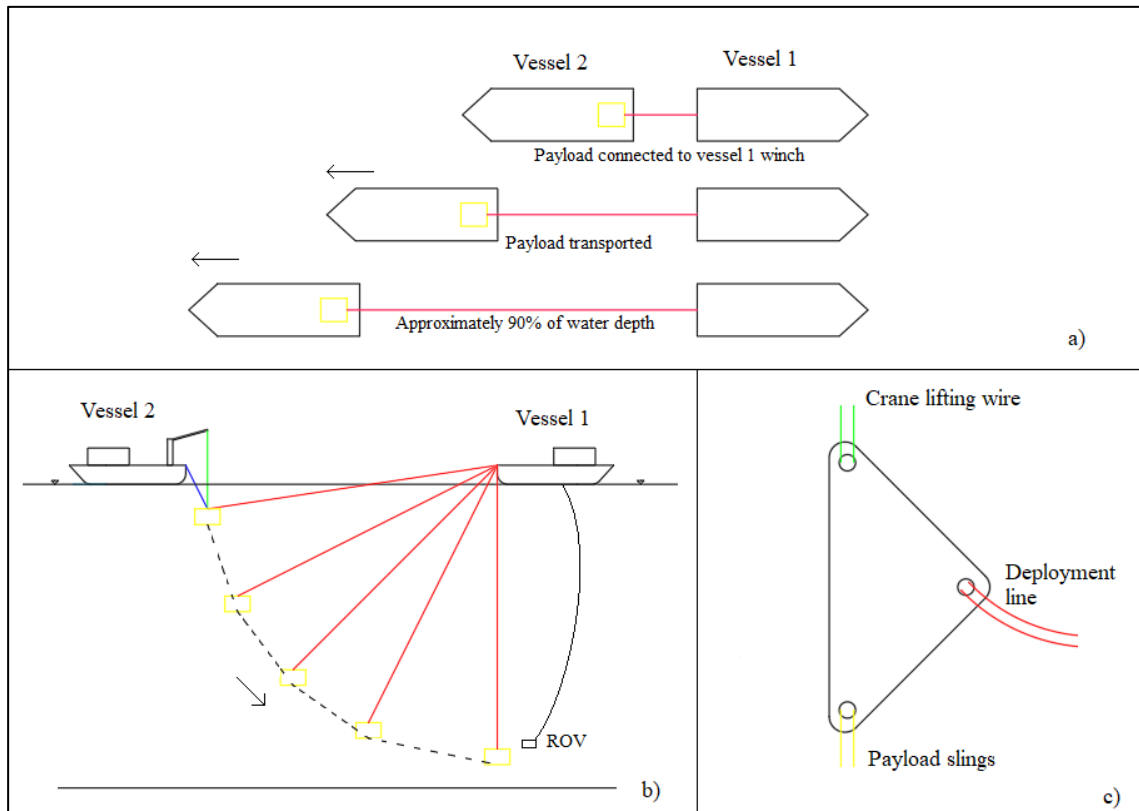 Vessel 2
Vessel 1
Payload connected to vessel 1 winch
Payload transported
Approximately 90% of water depth
a)
Vessel 2
Vessel 1
ROV
b)
Crane lifting wire
Deployment
line
Payload slings
c)